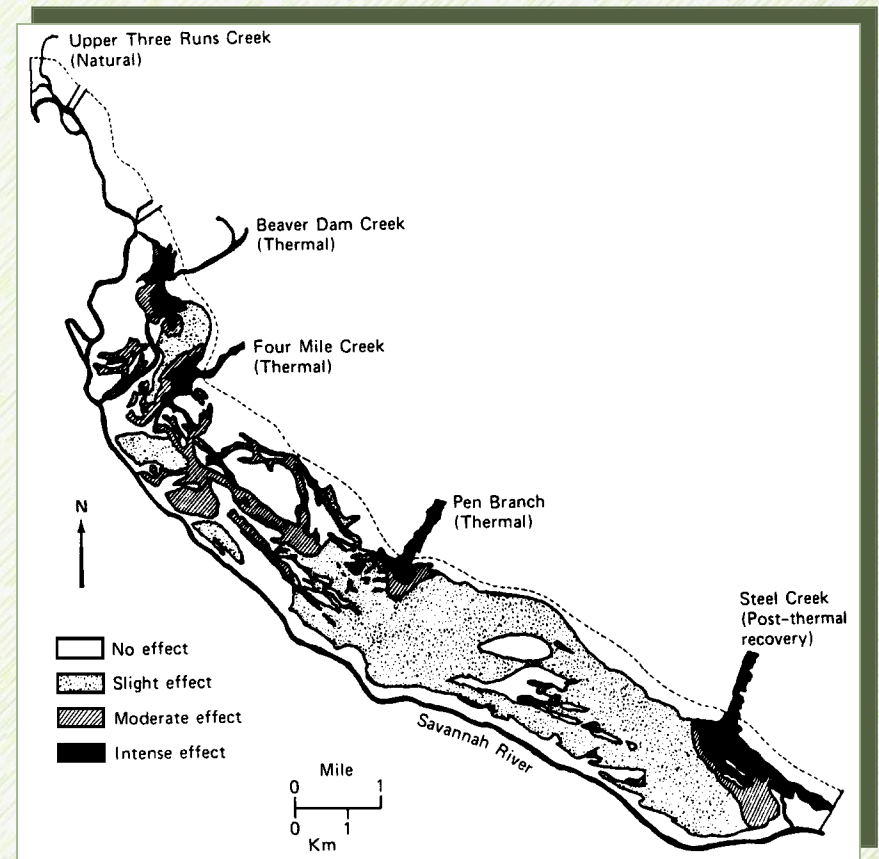 Upper Three Runs Creek
(Natural)
Beaver Dam Creek
(Thermal)
Four Mile Creek
(Thermal)
N
Pen Branch
(Thermal)
Steel Creek
(Post-thermal
recovery)
No effect
Slight effect
Moderate effect
Intense effect
Savannah River
Mile
0 1
0 1
Km